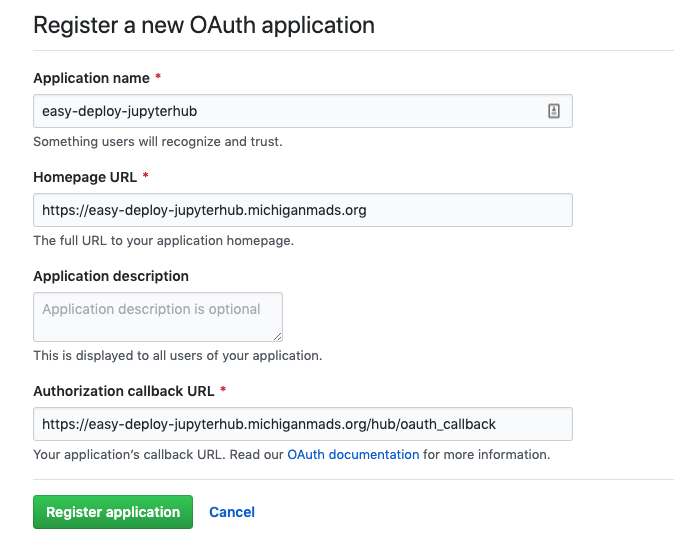 Register a new OAuth application
Application name *
easy-deploy-jupyterhub
Something users will recognize and trust.
Homepage URL *
https://easy-deploy-jupyterhub.michiganmads.org
The full URL to your application homepage.
Application description
Application description is optional
This is displayed to all users of your application.
Authorization callback URL *
https://easy-deploy-jupyterhub.michiganmads.org/hub/oauth_callback
Your application’s callback URL. Read our OAuth documentation for more information.
Register application Cancel